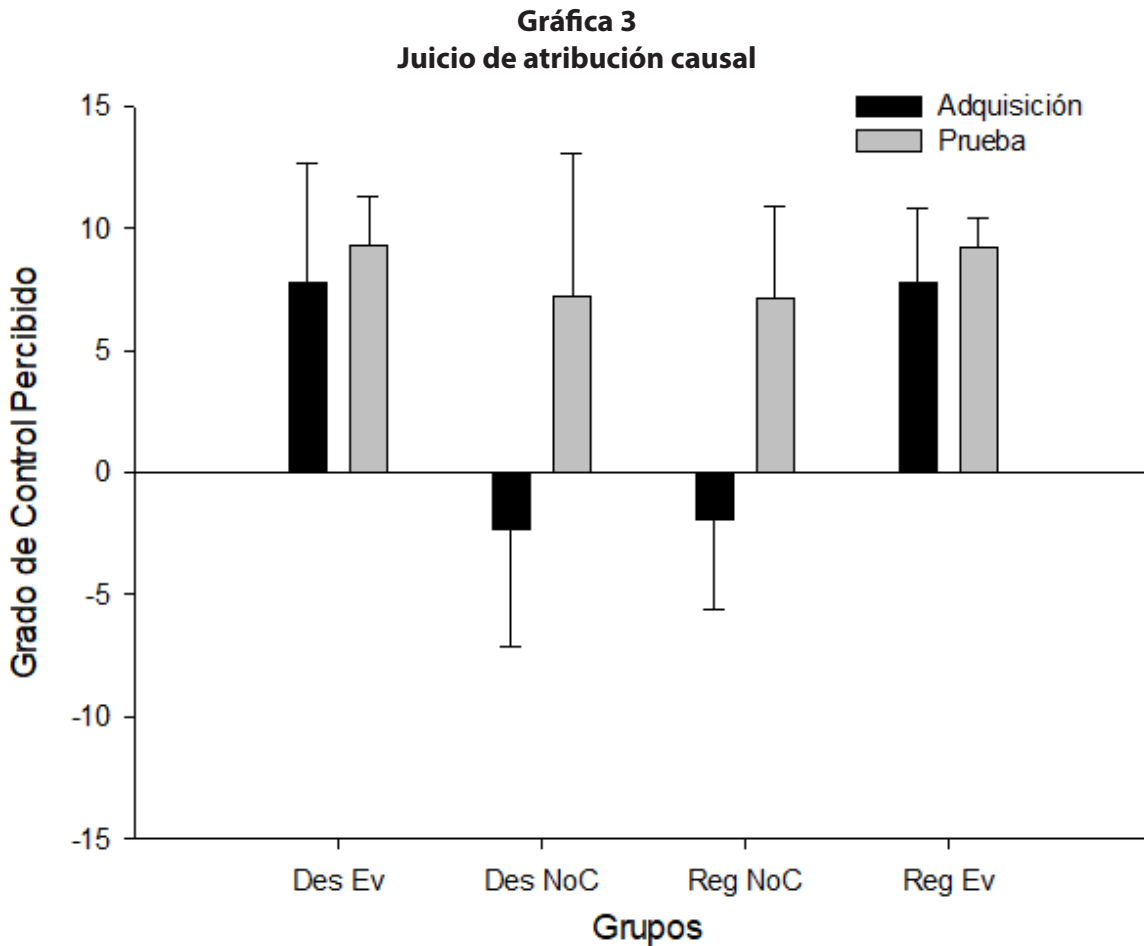 Gráfica 3
Juicio de atribución causal
Adquisición
Prueba
Grado de Control Percibido
15
10
5
0
-5
-10
-15
Des Ev
Des NoC
Reg NoC
Reg Ev
Grupos